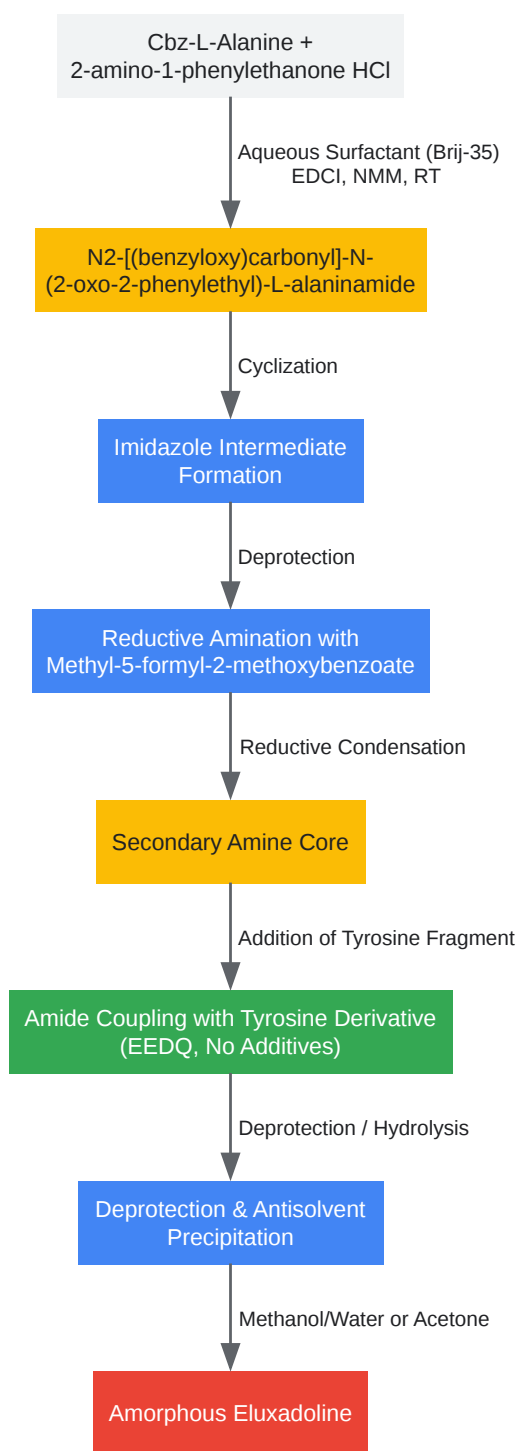 Cbz-L-Alanine +
2-amino-1-phenylethanone HCl
Aqueous Surfactant (Brij-35)
EDCI, NMM, RT
N2-[(benzyloxy)carbonyl]-N-
(2-oxo-2-phenylethyl)-L-alaninamide
Cyclization
Imidazole Intermediate
Formation
Deprotection
Reductive Amination with
Methyl-5-formyl-2-methoxybenzoate
Reductive Condensation
Secondary Amine Core
Addition of Tyrosine Fragment
Amide Coupling with Tyrosine Derivative
(EEDQ, No Additives)
Deprotection / Hydrolysis
Deprotection & Antisolvent
Precipitation
Methanol/Water or Acetone
Amorphous Eluxadoline